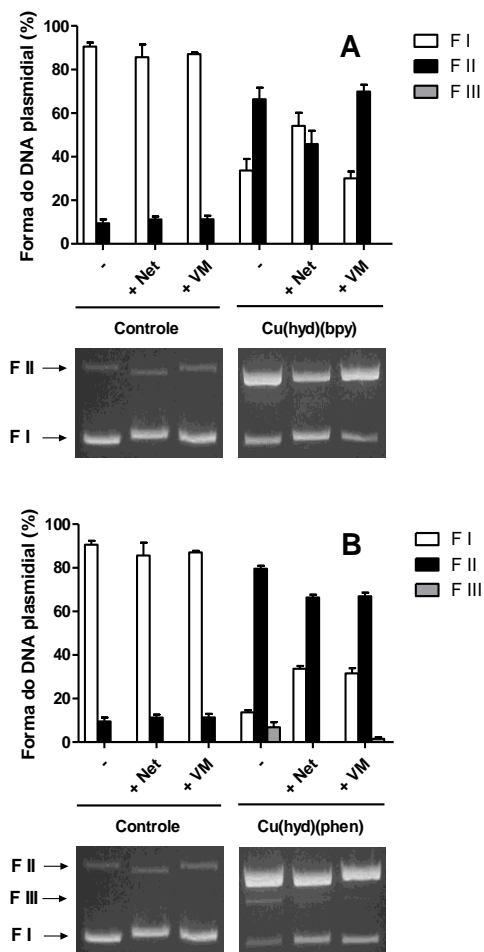 A
F I
F II
F III
Forma do DNA plasmidial (%)
100
80
60
40
20
0
-
+ Net
+ VM
-
+ Net
+ VM
Controle
Cu(hyd)(bpy)
F II
F I
B
F I
F II
F III
Forma do DNA plasmidial (%)
100
80
60
40
20
0
-
+ Net
+ VM
-
+ Net
+ VM
Controle
Cu(hyd)(phen)
F II
F III
F I